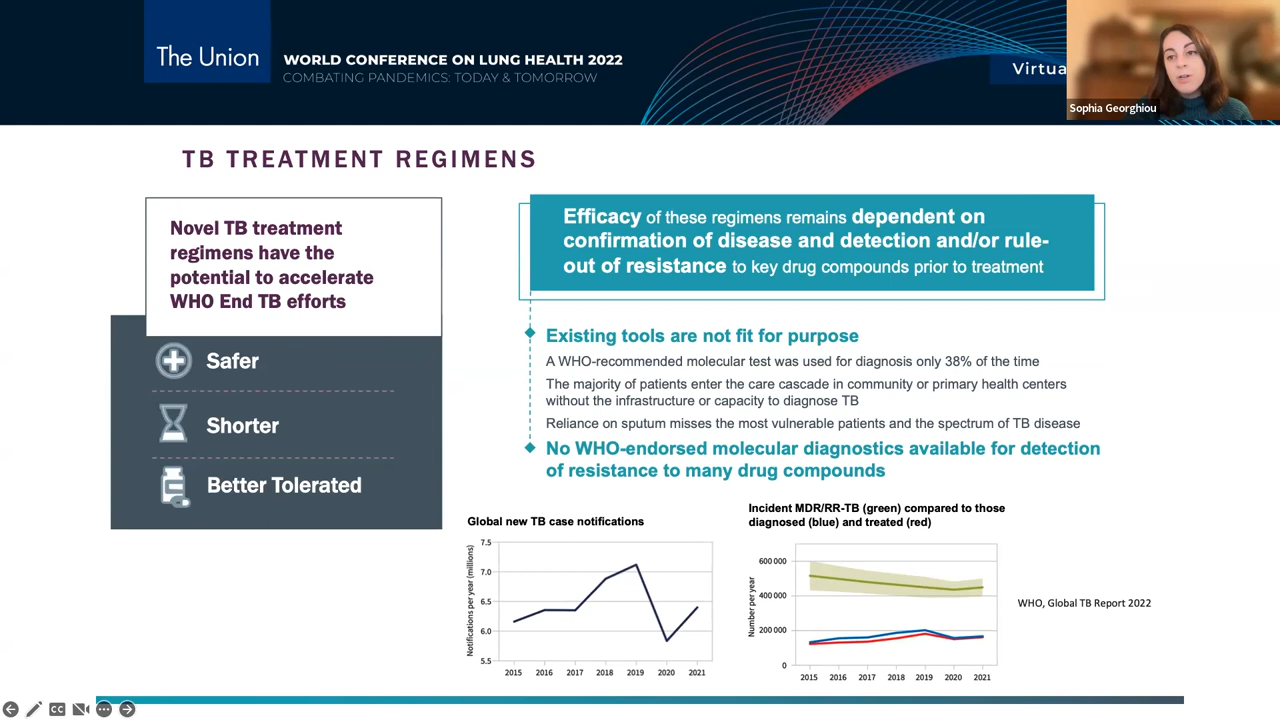 The Union
WORLD CONFERENCE ON LUNG HEALTH 2022
COMBATING PANDEMICS: TODAY & TOMORROW
Virtua
Sophia Georghiou
TB TREATMENT REGIMENS
Novel TB treatment
regimens have the
potential to accelerate
WHO End TB efforts
Safer
Shorter
Better Tolerated
Efficacy of these regimens remains dependent on
confirmation of disease and detection and/or rule-
out of resistance to key drug compounds prior to treatment
Existing tools are not fit for purpose
A WHO-recommended molecular test was used for diagnosis only 38% of the time
The majority of patients enter the care cascade in community or primary health centers
without the infrastructure or capacity to diagnose TB
Reliance on sputum misses the most vulnerable patients and the spectrum of TB disease
No WHO-endorsed molecular diagnostics available for detection
of resistance to many drug compounds
Global new TB case notifications
Notifications per year (millions)
7.5
7.0
6.5
6.0
5.5
2015 2016 2017 2018 2019 2020 2021
Incident MDR/RR-TB (green) compared to those
diagnosed (blue) and treated (red)
Number per year
600 000
400 000
200 000
0
2015 2016 2017 2018 2019 2020 2021
WHO, Global TB Report 2022
CC